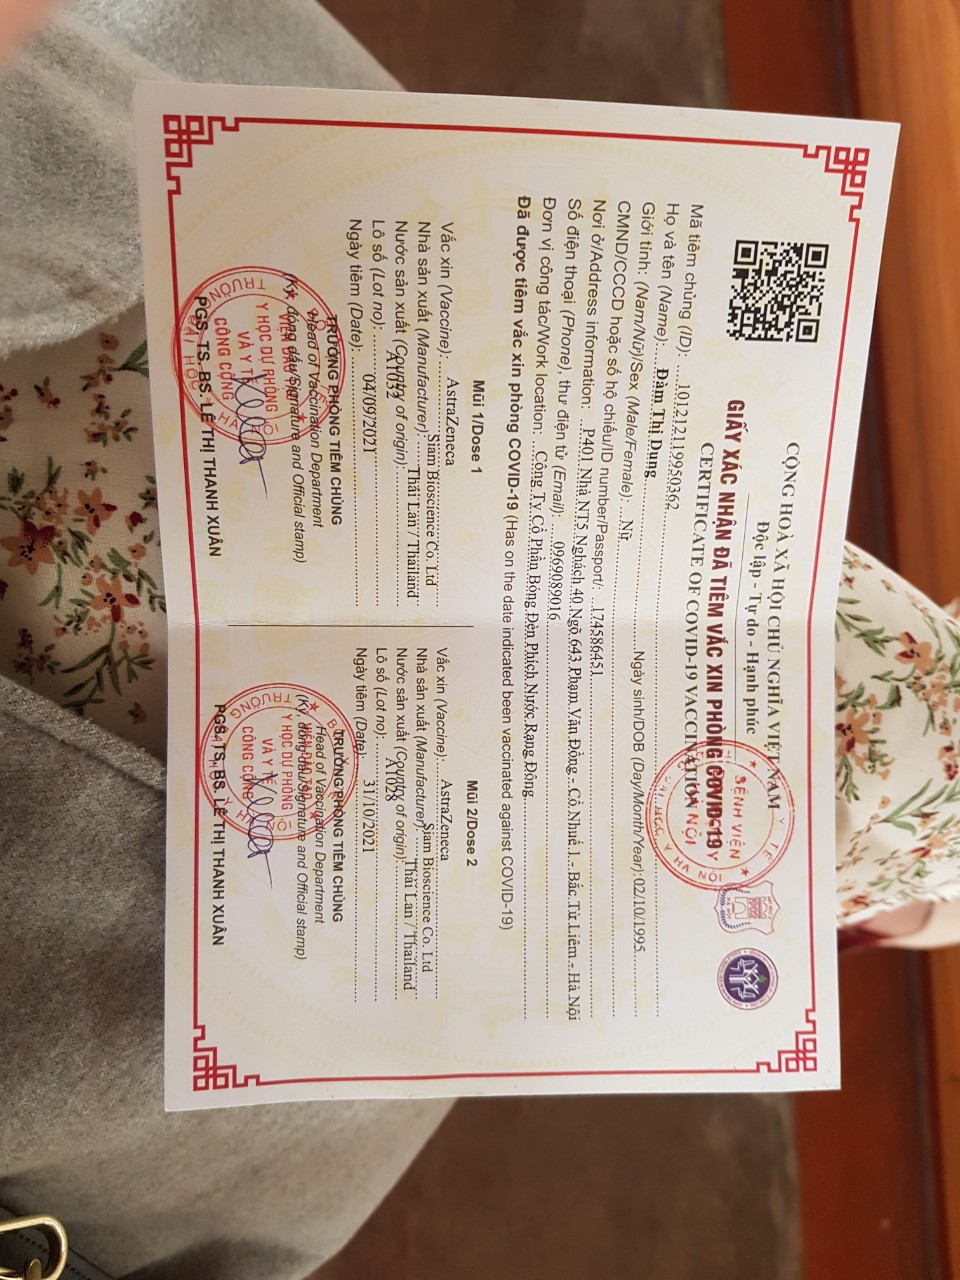 CỘNG HOÀ XÃ HỘI CHỦ NGHĨA VIỆT NAM
Độc lập - Tự do - Hạnh phúc
GIẤY XÁC NHẬN ĐÃ TIÊM VẮC XIN PHÒNG COVID-19
CERTIFICATE OF COVID-19 VACCINATION
BỆNH VIỆN
HÀ NỘI
Mã tiêm chủng (ID): 101212119950362
Họ và tên (Name): Đàm Thị Dung
Giới tính: (Nam/Nữ)/Sex (Male/Female): Nữ Ngày sinh/DOB (Day/Month/Year): 02/10/1995
CMND/CCCD hoặc số hộ chiếu/ID number/Passport/: 174586451
Nơi ở/Address information: P401 Nhà NT5 Nghách 40 Ngõ 643 Phạm Văn Đồng - Cổ Nhuế 1 - Bắc Từ Liêm - Hà Nội
Số điện thoại (Phone), thư điện tử (Email): 0969089016
Đơn vị công tác/Work location: Công Ty Cổ Phần Bóng Đèn Phích Nước Rạng Đông
Đã được tiêm vắc xin phòng COVID-19 (Has on the date indicated been vaccinated against COVID-19)
Mũi 1/Dose 1
Vắc xin (Vaccine): AstraZeneca
Nhà sản xuất (Manufacturer): Siam Bioscience Co. Ltd
Nước sản xuất (Country of origin): Thái Lan / Thailand
Lô số (Lot no): A1032
Ngày tiêm (Date): 04/09/2021
TRƯỞNG PHÒNG TIÊM CHỦNG
Head of Vaccination Department
(Ký, đóng dấu/Signature and Official stamp)
VIỆN ĐÀO TẠO
Y HỌC DỰ PHÒNG
VÀ Y TẾ
CÔNG CỘNG
PGS. TS. BS. LÊ THỊ THANH XUÂN
Mũi 2/Dose 2
Vắc xin (Vaccine): AstraZeneca
Nhà sản xuất (Manufacturer): Siam Bioscience Co. Ltd
Nước sản xuất (Country of origin): Thái Lan / Thailand
Lô số (Lot no): A1028
Ngày tiêm (Date): 31/10/2021
TRƯỞNG PHÒNG TIÊM CHỦNG
Head of Vaccination Department
(Ký, đóng dấu/Signature and Official stamp)
VIỆN ĐÀO TẠO
Y HỌC DỰ PHÒNG
VÀ Y TẾ
CÔNG CỘNG
PGS. TS. BS. LÊ THỊ THANH XUÂN